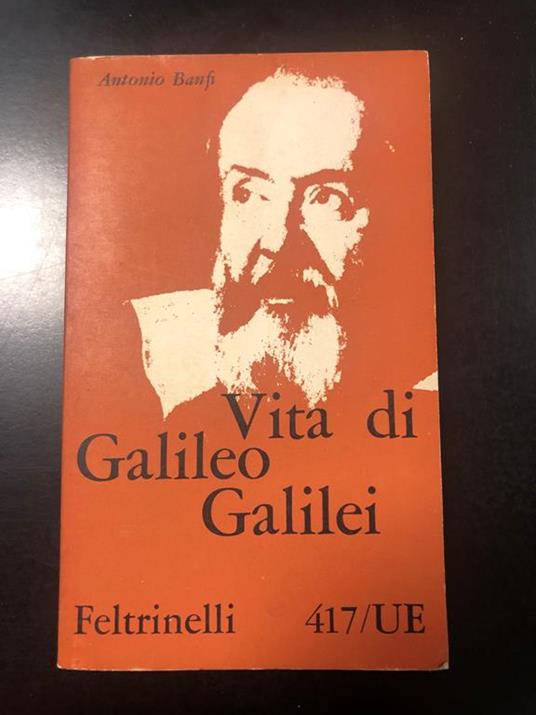 Antonio Banfi
Vita di
Galileo
Galilei
Feltrinelli 417/UE